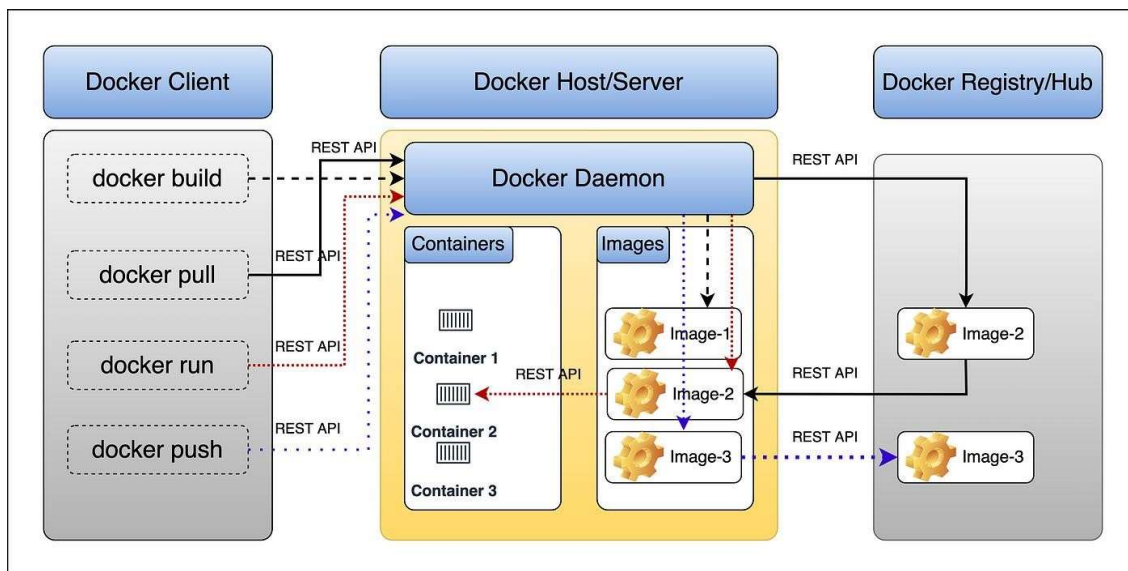 Docker Client
Docker Host/Server
Docker Registry/Hub
docker build
docker pull
docker run
docker push
REST API
REST API
REST API
REST API
Docker Daemon
Containers
Container 1
Container 2
Container 3
Images
Image-1
Image-2
Image-3
REST API
REST API
REST API
REST API
Image-2
Image-3